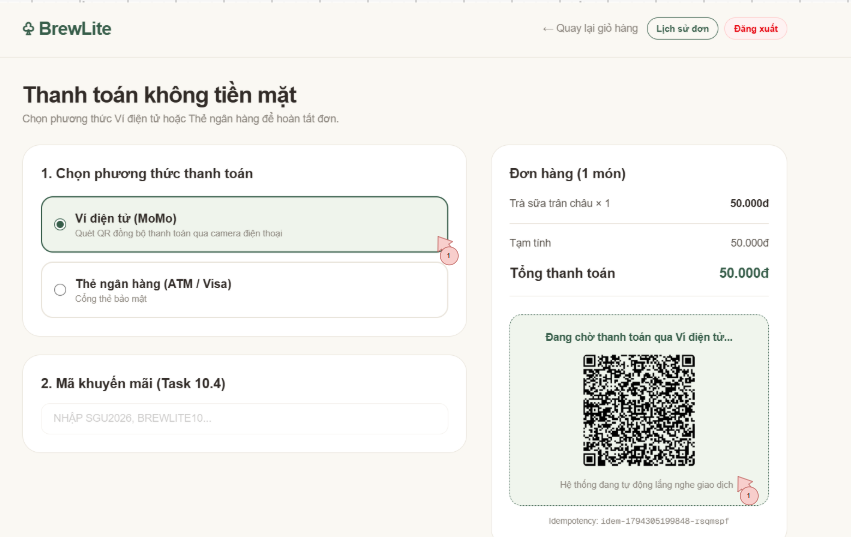 BrewLite
← Quay lại giỏ hàng
Lịch sử đơn
Đăng xuất
Thanh toán không tiền mặt
Chọn phương thức Ví điện tử hoặc Thẻ ngân hàng để hoàn tất đơn.
1. Chọn phương thức thanh toán
Ví điện tử (MoMo)
Quét QR đồng bộ thanh toán qua camera điện thoại
1
Thẻ ngân hàng (ATM / Visa)
Cổng thẻ bảo mật
2. Mã khuyến mãi (Task 10.4)
NHẬP SGU2026, BREWLITE10...
Đơn hàng (1 món)
Trà sữa trân châu × 1 50.000đ
Tạm tính 50.000đ
Tổng thanh toán 50.000đ
Đang chờ thanh toán qua Ví điện tử...
Hệ thống đang tự động lắng nghe giao dịch
1
Idempotency: idem-1794305199848-rsqmspf